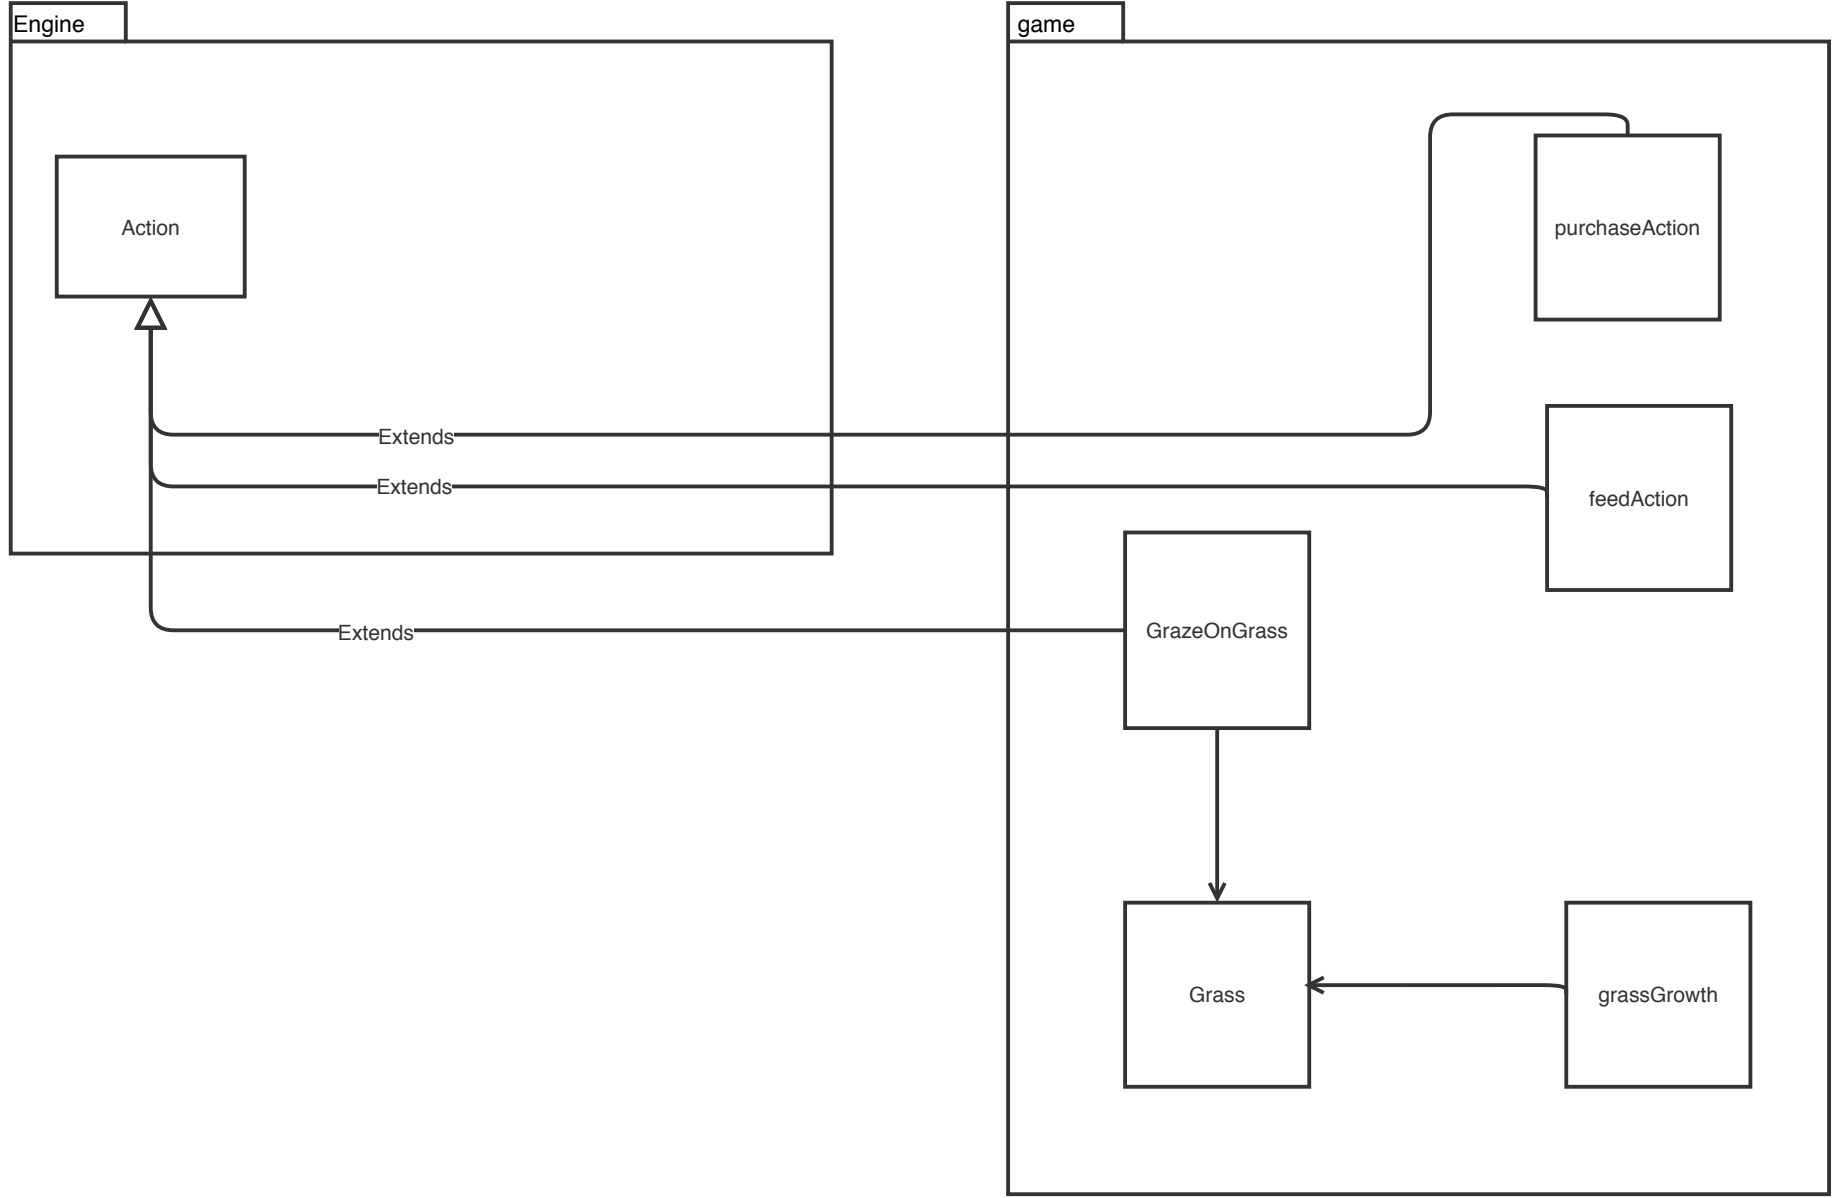 Engine
game
Action
purchaseAction
Extends
Extends
feedAction
Extends
GrazeOnGrass
Grass
grassGrowth